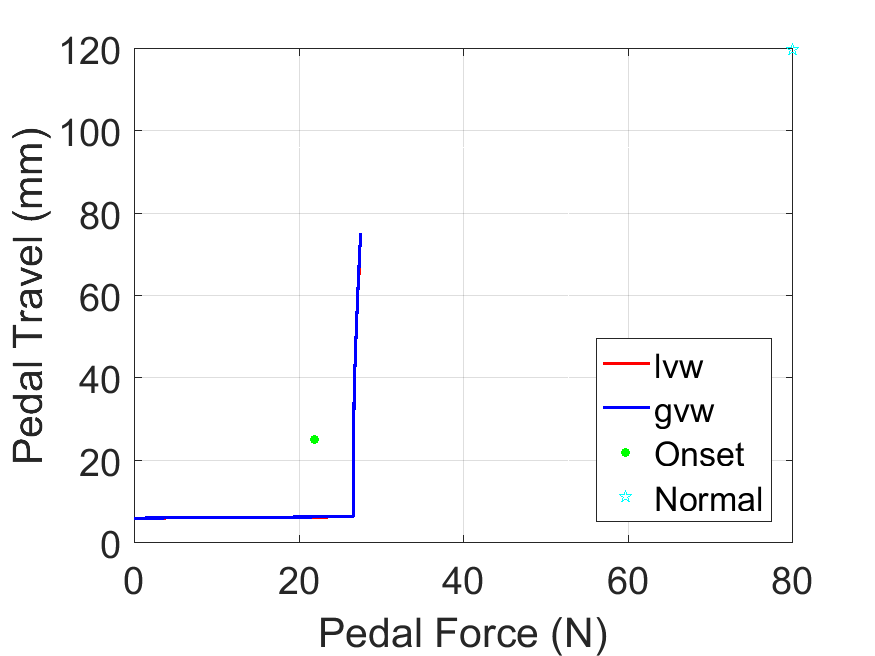 120
100
80
60
40
20
0
Pedal Travel (mm)
lvw
gvw
Onset
Normal
0 20 40 60 80
Pedal Force (N)